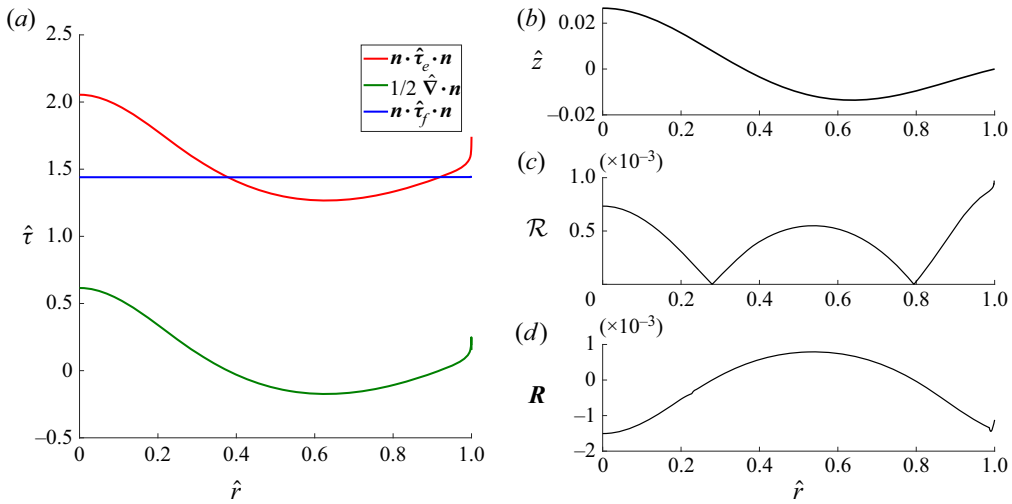 (a)
2.5
2.0
1.5
1.0
0.5
0
–0.5
τ̂
n·τ̂e·n
1/2 ∇̂·n
n·τ̂f·n
0 0.2 0.4 0.6 0.8 1.0
r̂
(b)
0.02
0
–0.02
ẑ
0 0.2 0.4 0.6 0.8 1.0
(c)
(×10–3)
1.0
0.5
ℛ
0 0.2 0.4 0.6 0.8 1.0
(d)
(×10–3)
1
0
–1
–2
R
0 0.2 0.4 0.6 0.8 1.0
r̂